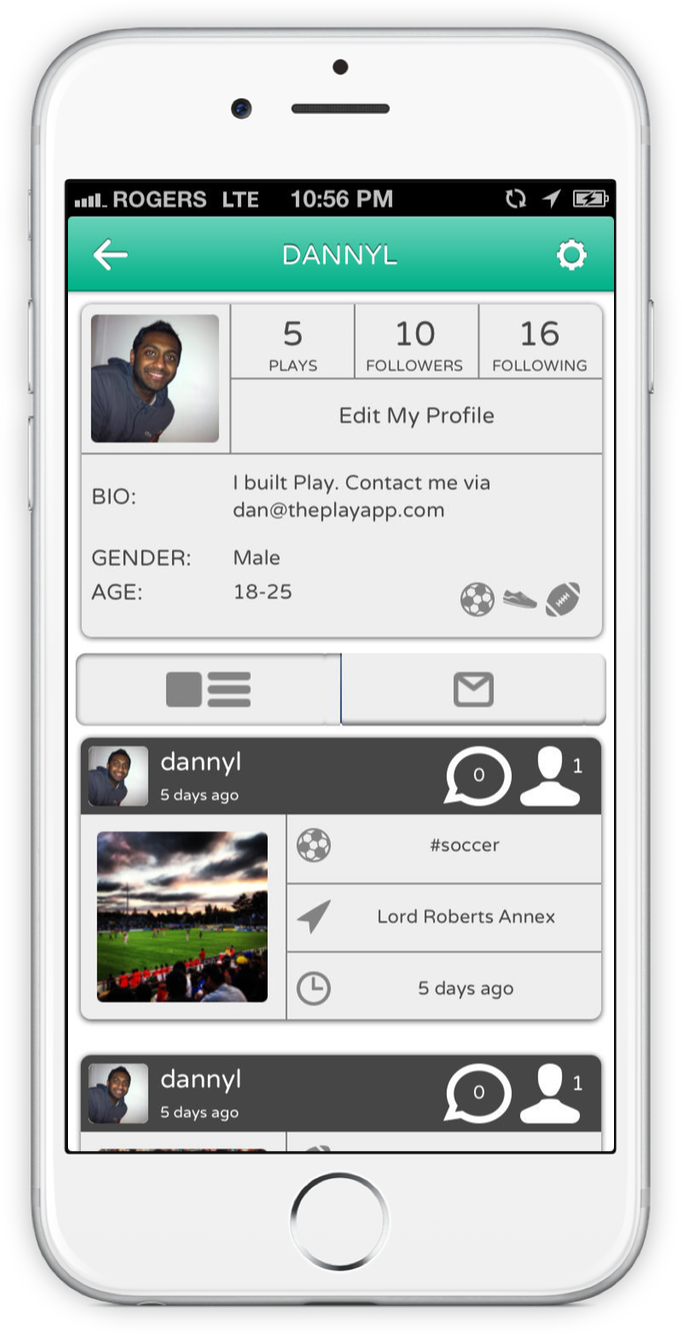 ROGERS LTE 10:56 PM
DANNYL
5 10 16
PLAYS FOLLOWERS FOLLOWING
Edit My Profile
BIO: I built Play. Contact me via
dan@theplayapp.com
GENDER: Male
AGE: 18-25
dannyl 0 1
5 days ago
#soccer
Lord Roberts Annex
5 days ago
dannyl 0 1
5 days ago